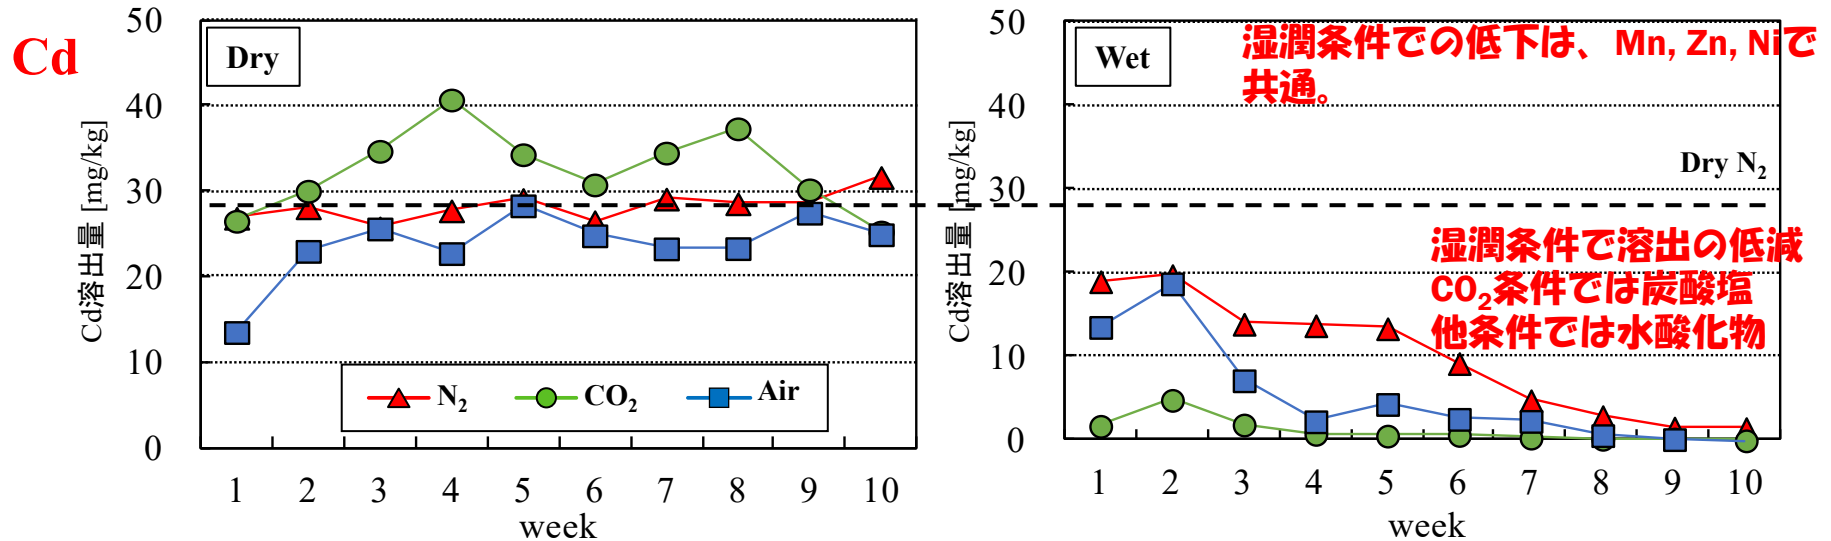 Cd
Dry
Cd溶出量 [mg/kg]
50
40
30
20
10
0
N₂
CO₂
Air
1 2 3 4 5 6 7 8 9 10
week
Wet
湿潤条件での低下は、Mn, Zn, Niで
共通。
Cd溶出量 [mg/kg]
50
40
30
20
10
0
Dry N₂
湿潤条件で溶出の低減
CO₂条件では炭酸塩
他条件では水酸化物
1 2 3 4 5 6 7 8 9 10
week